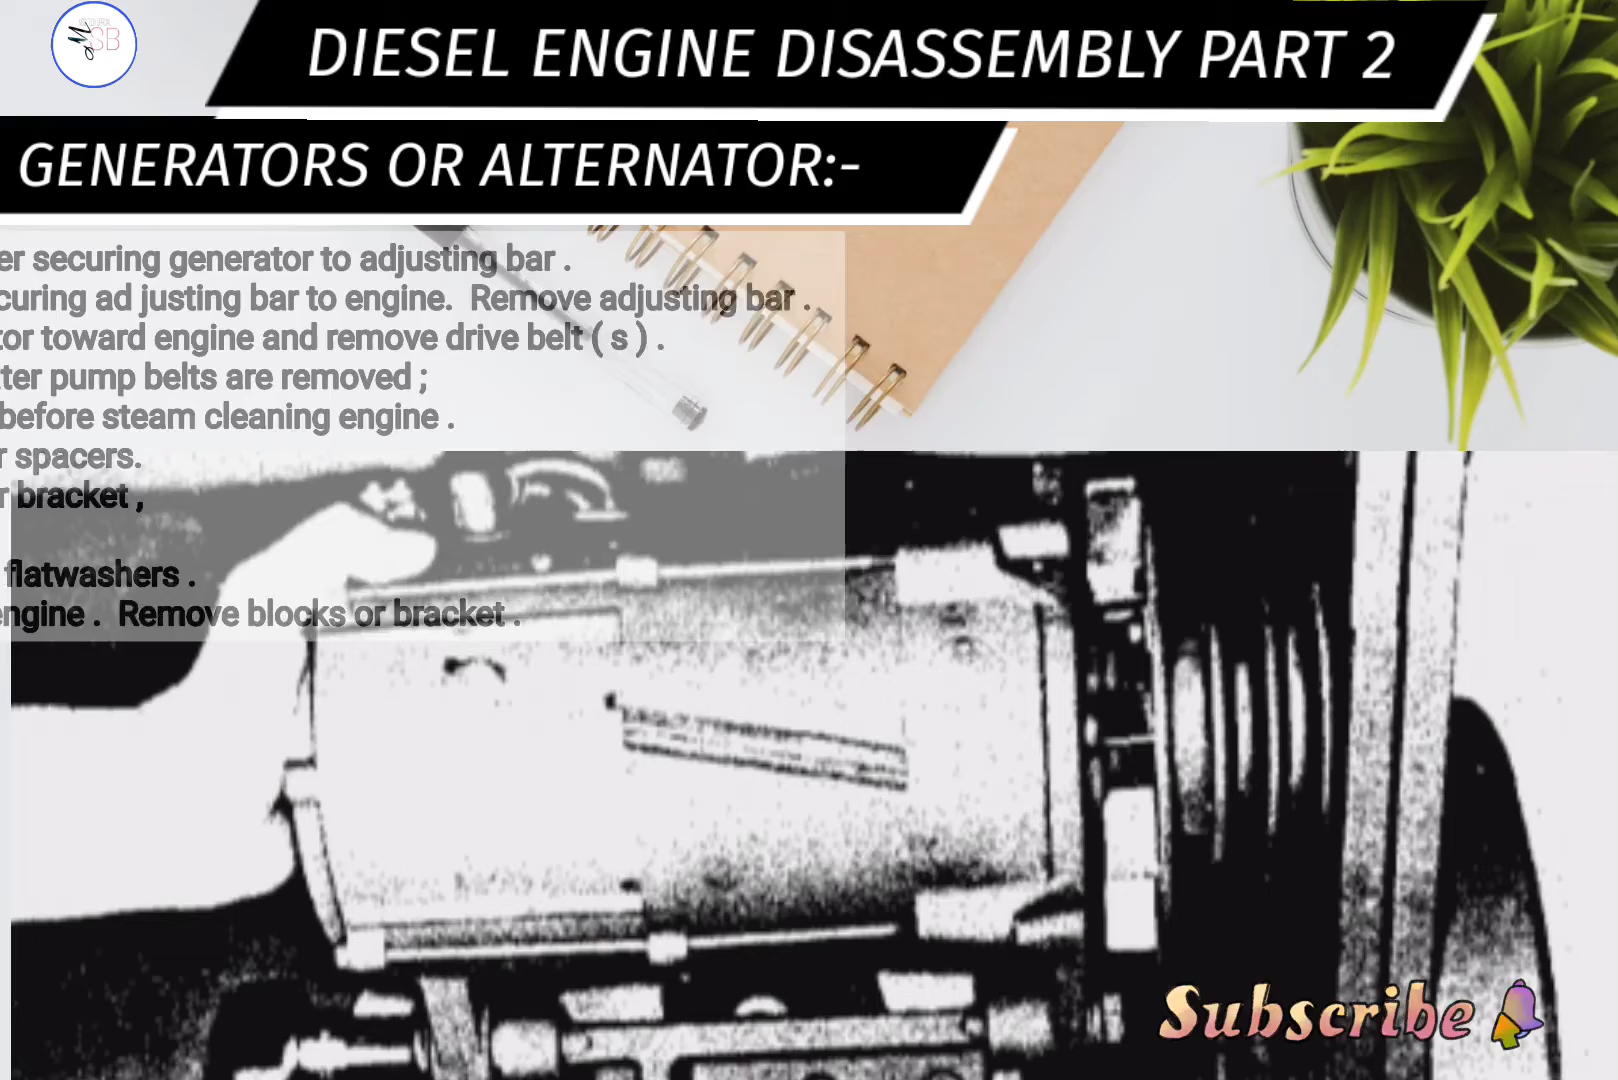 SB
DIESEL ENGINE DISASSEMBLY PART 2
GENERATORS OR ALTERNATOR:-
er securing generator to adjusting bar .
curing ad justing bar to engine.  Remove adjusting bar .
tor toward engine and remove drive belt ( s ) .
ter pump belts are removed ;
before steam cleaning engine .
r spacers.
r bracket ,
flatwashers .
engine .  Remove blocks or bracket .
Subscribe